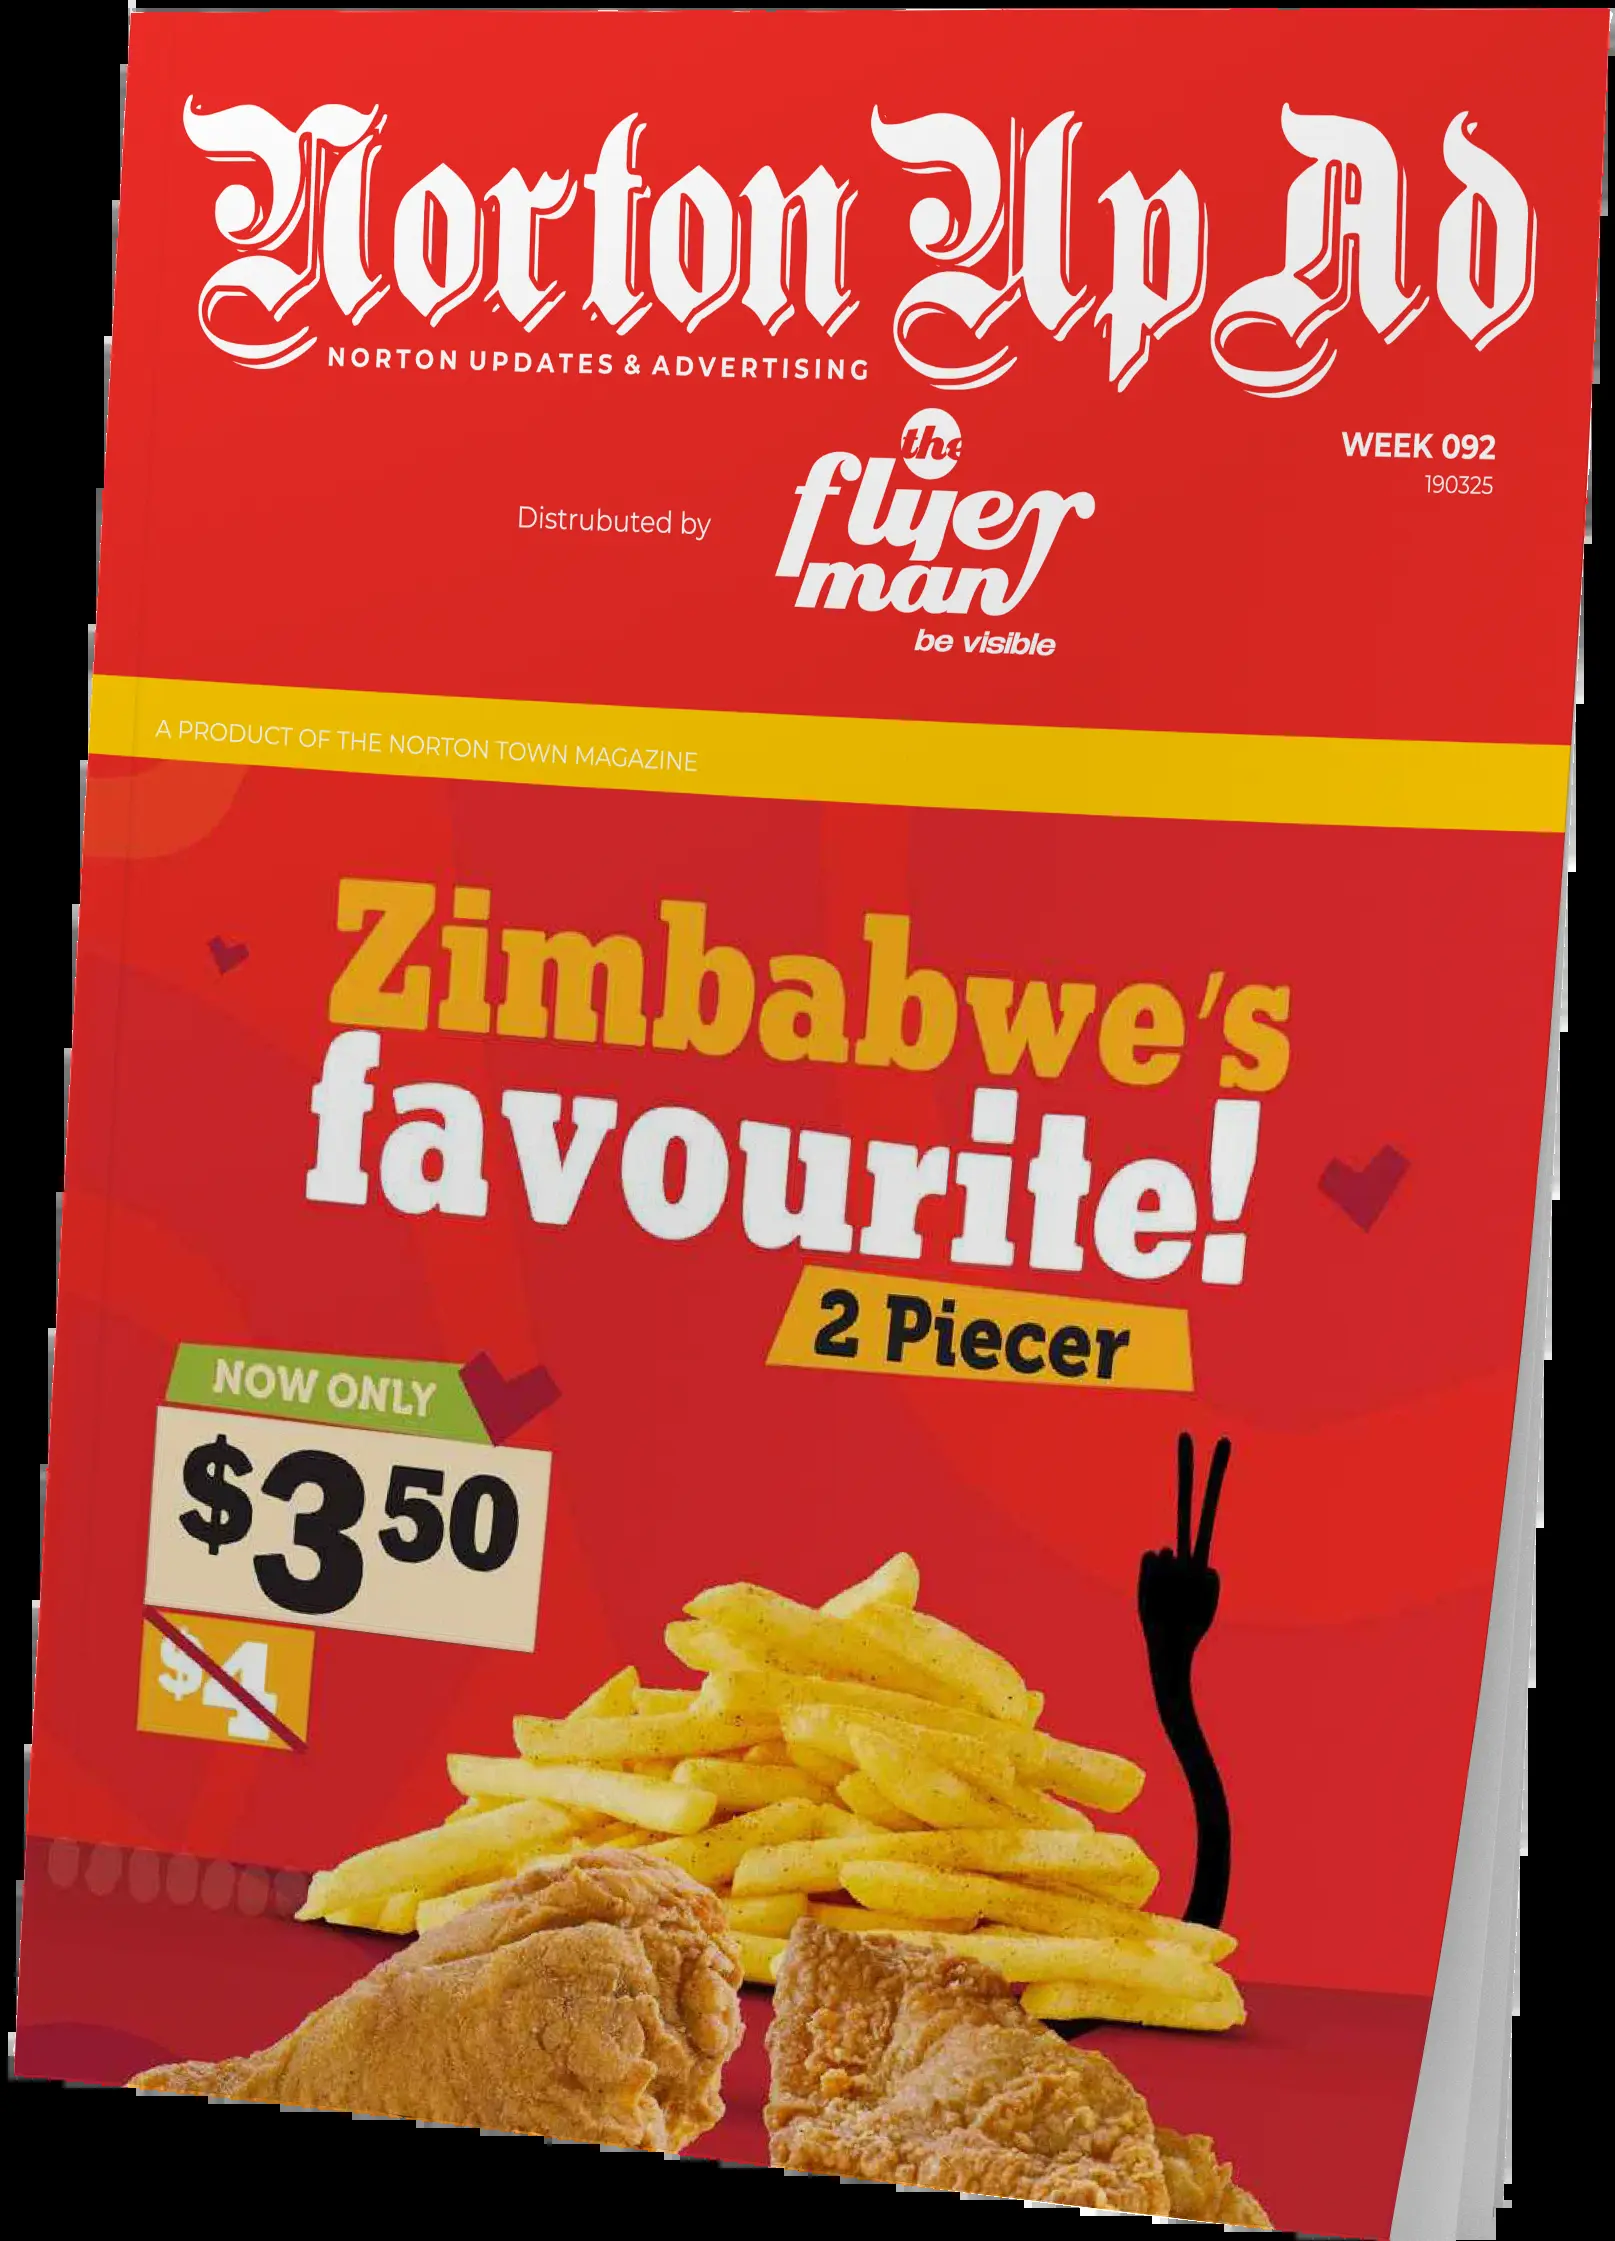 Norton Up Ad
NORTON UPDATES & ADVERTISING
WEEK 092
190325
Distrubuted by
the
flyer
man
be visible
A PRODUCT OF THE NORTON TOWN MAGAZINE
Zimbabwe's
favourite!
2 Piecer
NOW ONLY
$3 50
$4